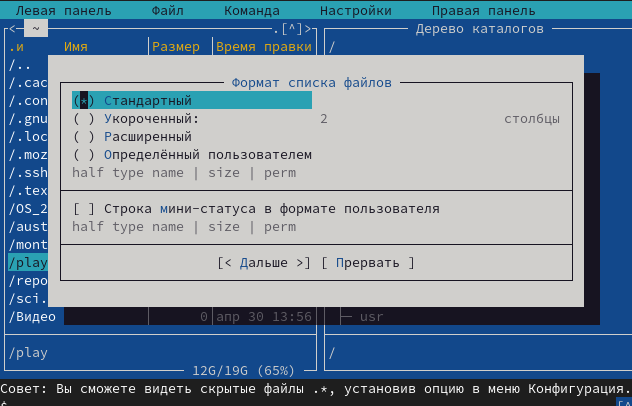 Левая панель Файл Команда Настройки Правая панель
<─ ~ .[^]> Дерево каталогов
.и Имя Размер Время правки /
/..
/.cac Формат списка файлов
/.con (*) Стандартный
/.gnu ( ) Укороченный: 2 столбцы
/.loc ( ) Расширенный
/.moz ( ) Определённый пользователем
/.ssh half type name | size | perm
/.tex
/OS_2 [ ] Строка мини-статуса в формате пользователя
/aust half type name | size | perm
/mont
/play [< Дальше >] [ Прервать ]
/repo
/sci.
/Видео 0 апр 30 13:56 usr
/play /
12G/19G (65%)
Совет: Вы сможете видеть скрытые файлы .*, установив опцию в меню Конфигурация.